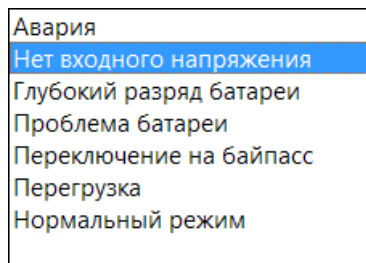 Авария
Нет входного напряжения
Глубокий разряд батареи
Проблема батареи
Переключение на байпасс
Перегрузка
Нормальный режим